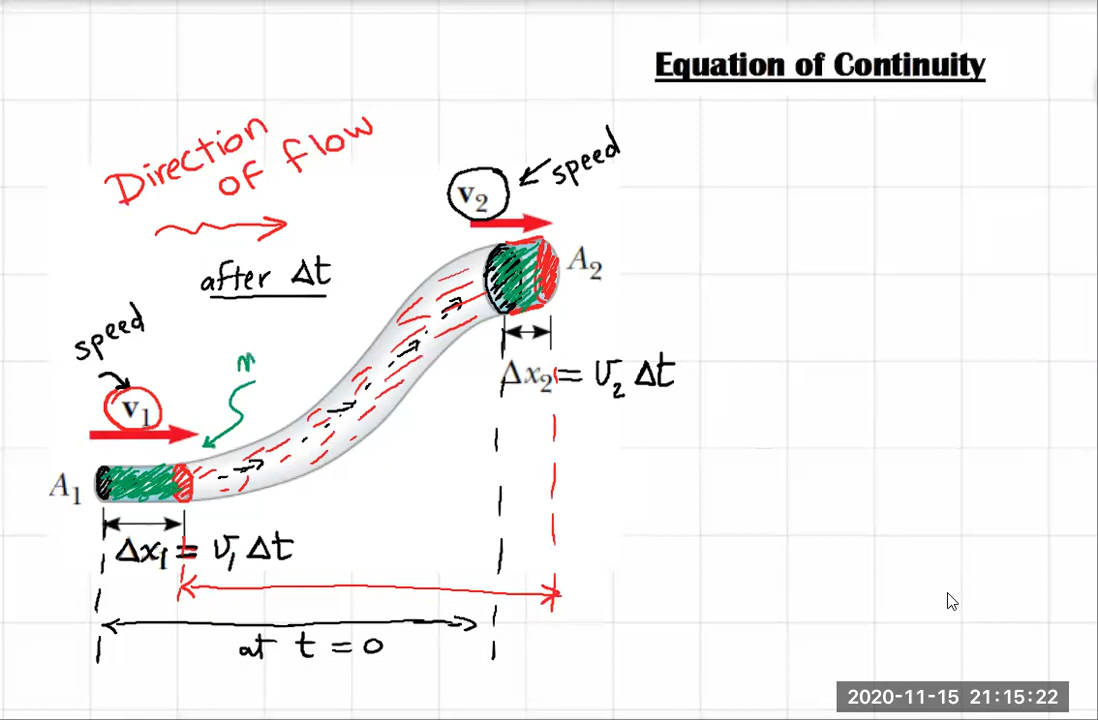 Equation of Continuity
Direction
of flow
v₂
speed
A₂
after Δt
speed
Δx₂ = v₂ Δt
v₁
A₁
Δx₁ = v₁ Δt
at t = 0
2020-11-15 21:15:22